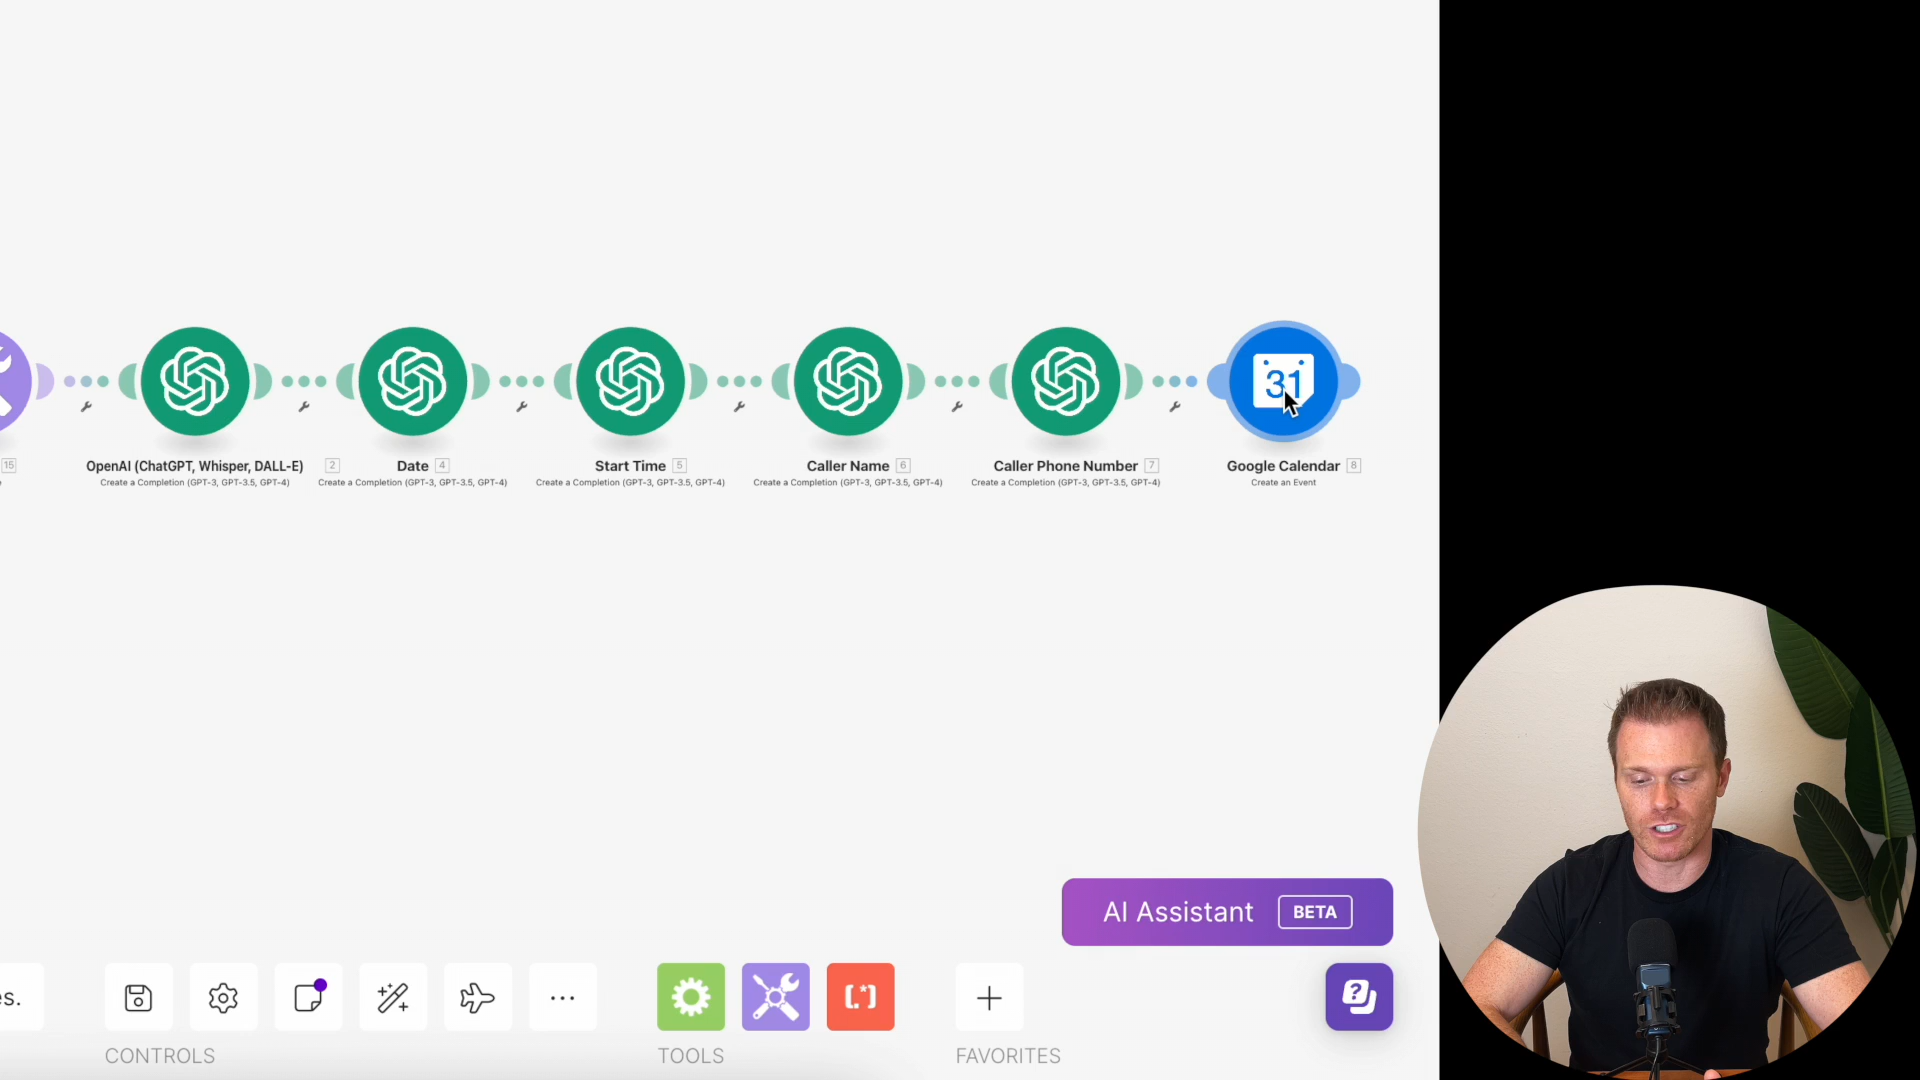 31
15
OpenAI (ChatGPT, Whisper, DALL-E) 2
Create a Completion (GPT-3, GPT-3.5, GPT-4)
Date 4
Create a Completion (GPT-3, GPT-3.5, GPT-4)
Start Time 5
Create a Completion (GPT-3, GPT-3.5, GPT-4)
Caller Name 6
Create a Completion (GPT-3, GPT-3.5, GPT-4)
Caller Phone Number 7
Create a Completion (GPT-3, GPT-3.5, GPT-4)
Google Calendar 8
Create an Event
AI Assistant BETA
es.
[.*]
?
CONTROLS
TOOLS
FAVORITES